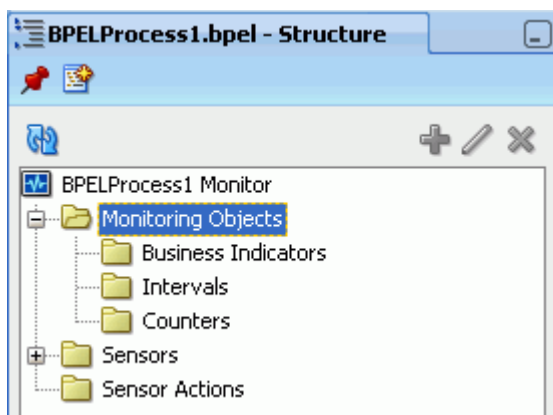 BPELProcess1.bpel - Structure
BPELProcess1 Monitor
Monitoring Objects
Business Indicators
Intervals
Counters
Sensors
Sensor Actions